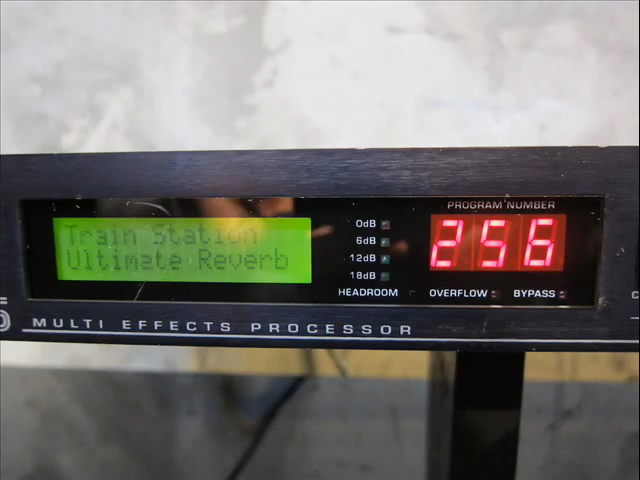 PROGRAM NUMBER
Train Station
Ultimate Reverb
0dB
6dB
12dB
18dB
HEADROOM
256
OVERFLOW
BYPASS
MULTI EFFECTS PROCESSOR